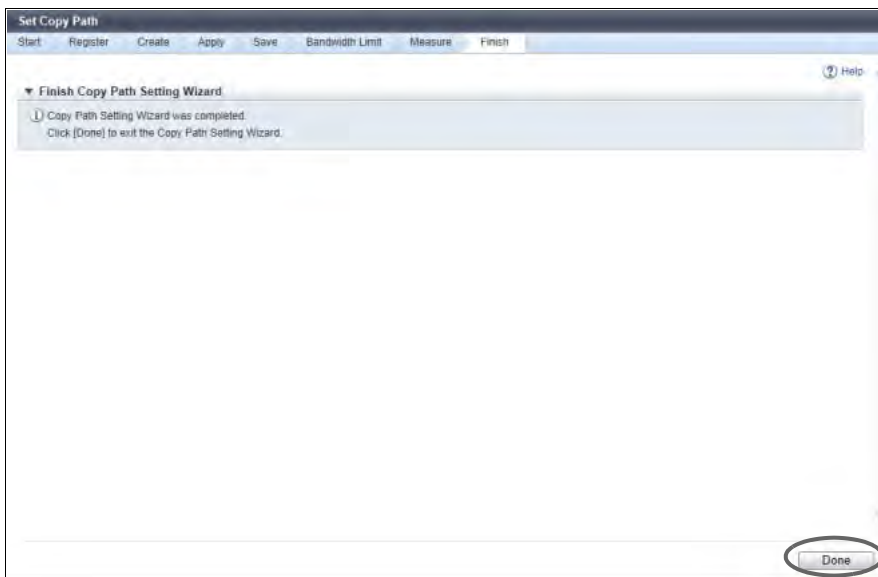 Set Copy Path
Start Register Create Apply Save Bandwidth Limit Measure Finish
Help
Finish Copy Path Setting Wizard
Copy Path Setting Wizard was completed.
Click [Done] to exit the Copy Path Setting Wizard.
Done